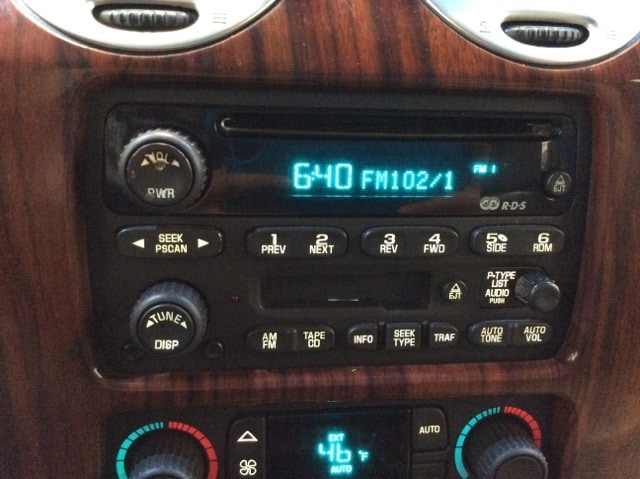 VOL
PWR
6:40 FM102/1 FM 1
EJT
CD R·D·S
SEEK
PSCAN
1 2 3 4 5 6
PREV NEXT REV FWD SIDE RDM
P-TYPE
LIST
AUDIO
PUSH
EJT
TUNE
DISP
AM
FM
TAPE
CD
INFO
SEEK
TYPE
TRAF
AUTO
TONE
AUTO
VOL
EXT
46 °F
AUTO
AUTO